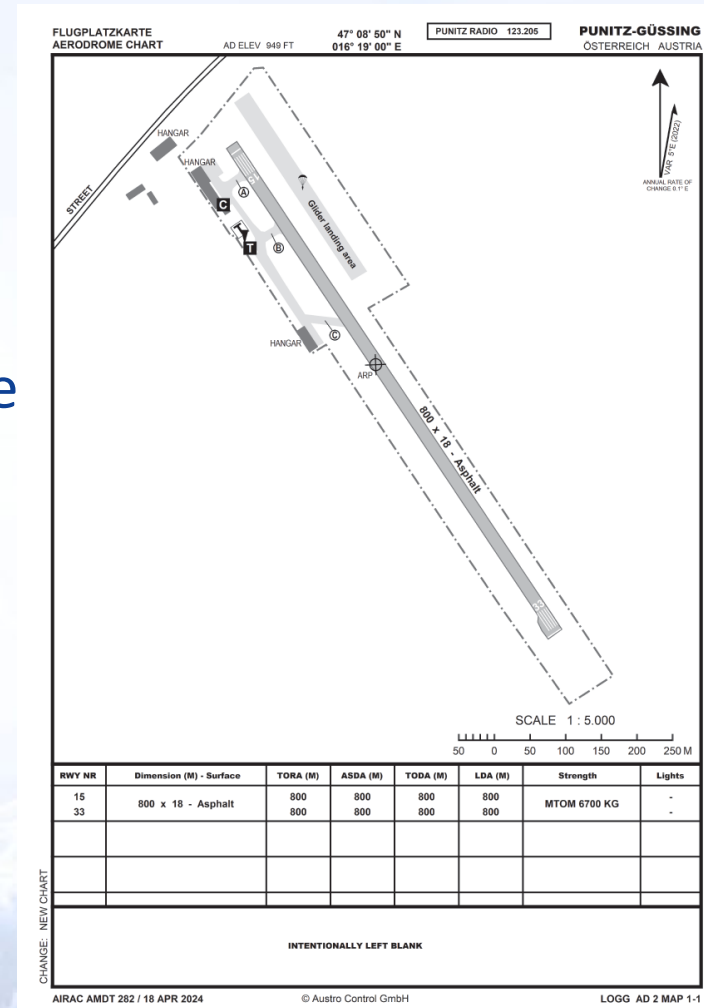 FLUGPLATZKARTE
AERODROME CHART
AD ELEV 949 FT
47° 08' 50" N
016° 19' 00" E
PUNITZ RADIO 123.205
PUNITZ-GÜSSING
ÖSTERREICH AUSTRIA
VAR 5°E (2022)
ANNUAL RATE OF
CHANGE 0.1° E
HANGAR
HANGAR
STREET
15
A
C
Glider landing area
T
B
HANGAR
C
ARP
e
800 x 18 - Asphalt
33
SCALE 1 : 5.000
50 0 50 100 150 200 250 M
RWY NR Dimension (M) - Surface TORA (M) ASDA (M) TODA (M) LDA (M) Strength Lights
15 800 x 18 - Asphalt 800 800 800 800 MTOM 6700 KG -
33 800 800 800 800 -
INTENTIONALLY LEFT BLANK
CHANGE: NEW CHART
AIRAC AMDT 282 / 18 APR 2024
© Austro Control GmbH
LOGG AD 2 MAP 1-1